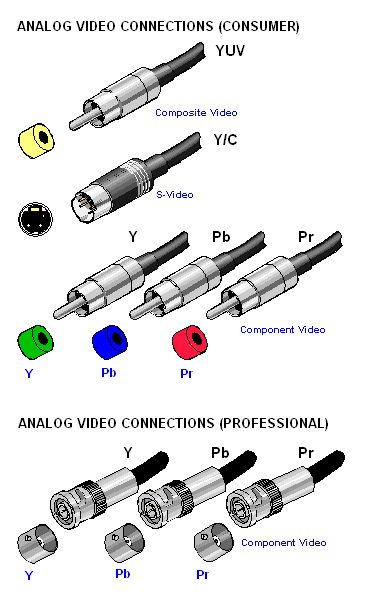 ANALOG VIDEO CONNECTIONS (CONSUMER)
YUV
Composite Video
Y/C
S-Video
Y Pb Pr
Component Video
Y Pb Pr
ANALOG VIDEO CONNECTIONS (PROFESSIONAL)
Y Pb Pr
Component Video
Y Pb Pr